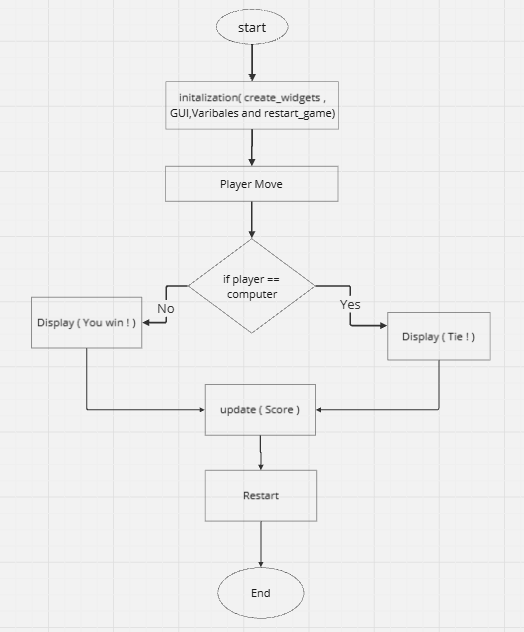 start
initalization( create_widgets ,
GUI,Varibales and restart_game)
Player Move
if player ==
computer
No
Yes
Display ( You win ! )
Display ( Tie ! )
update ( Score )
Restart
End